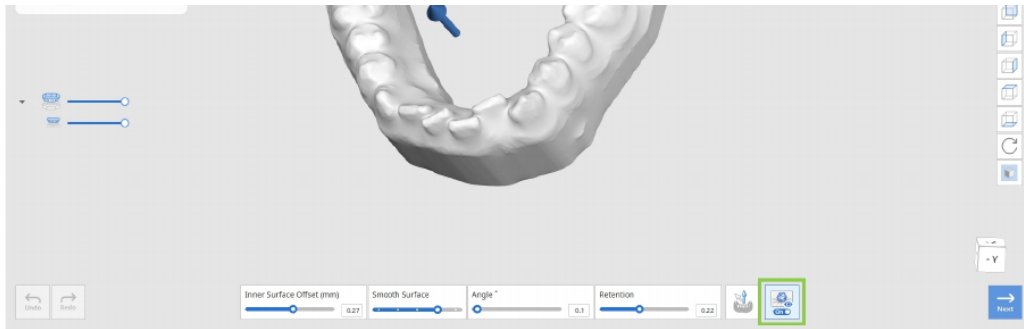 - Y
Inner Surface Offset (mm)
0.27
Smooth Surface
Angle °
0.1
Retention
0.22
On
Undo
Redo
Next